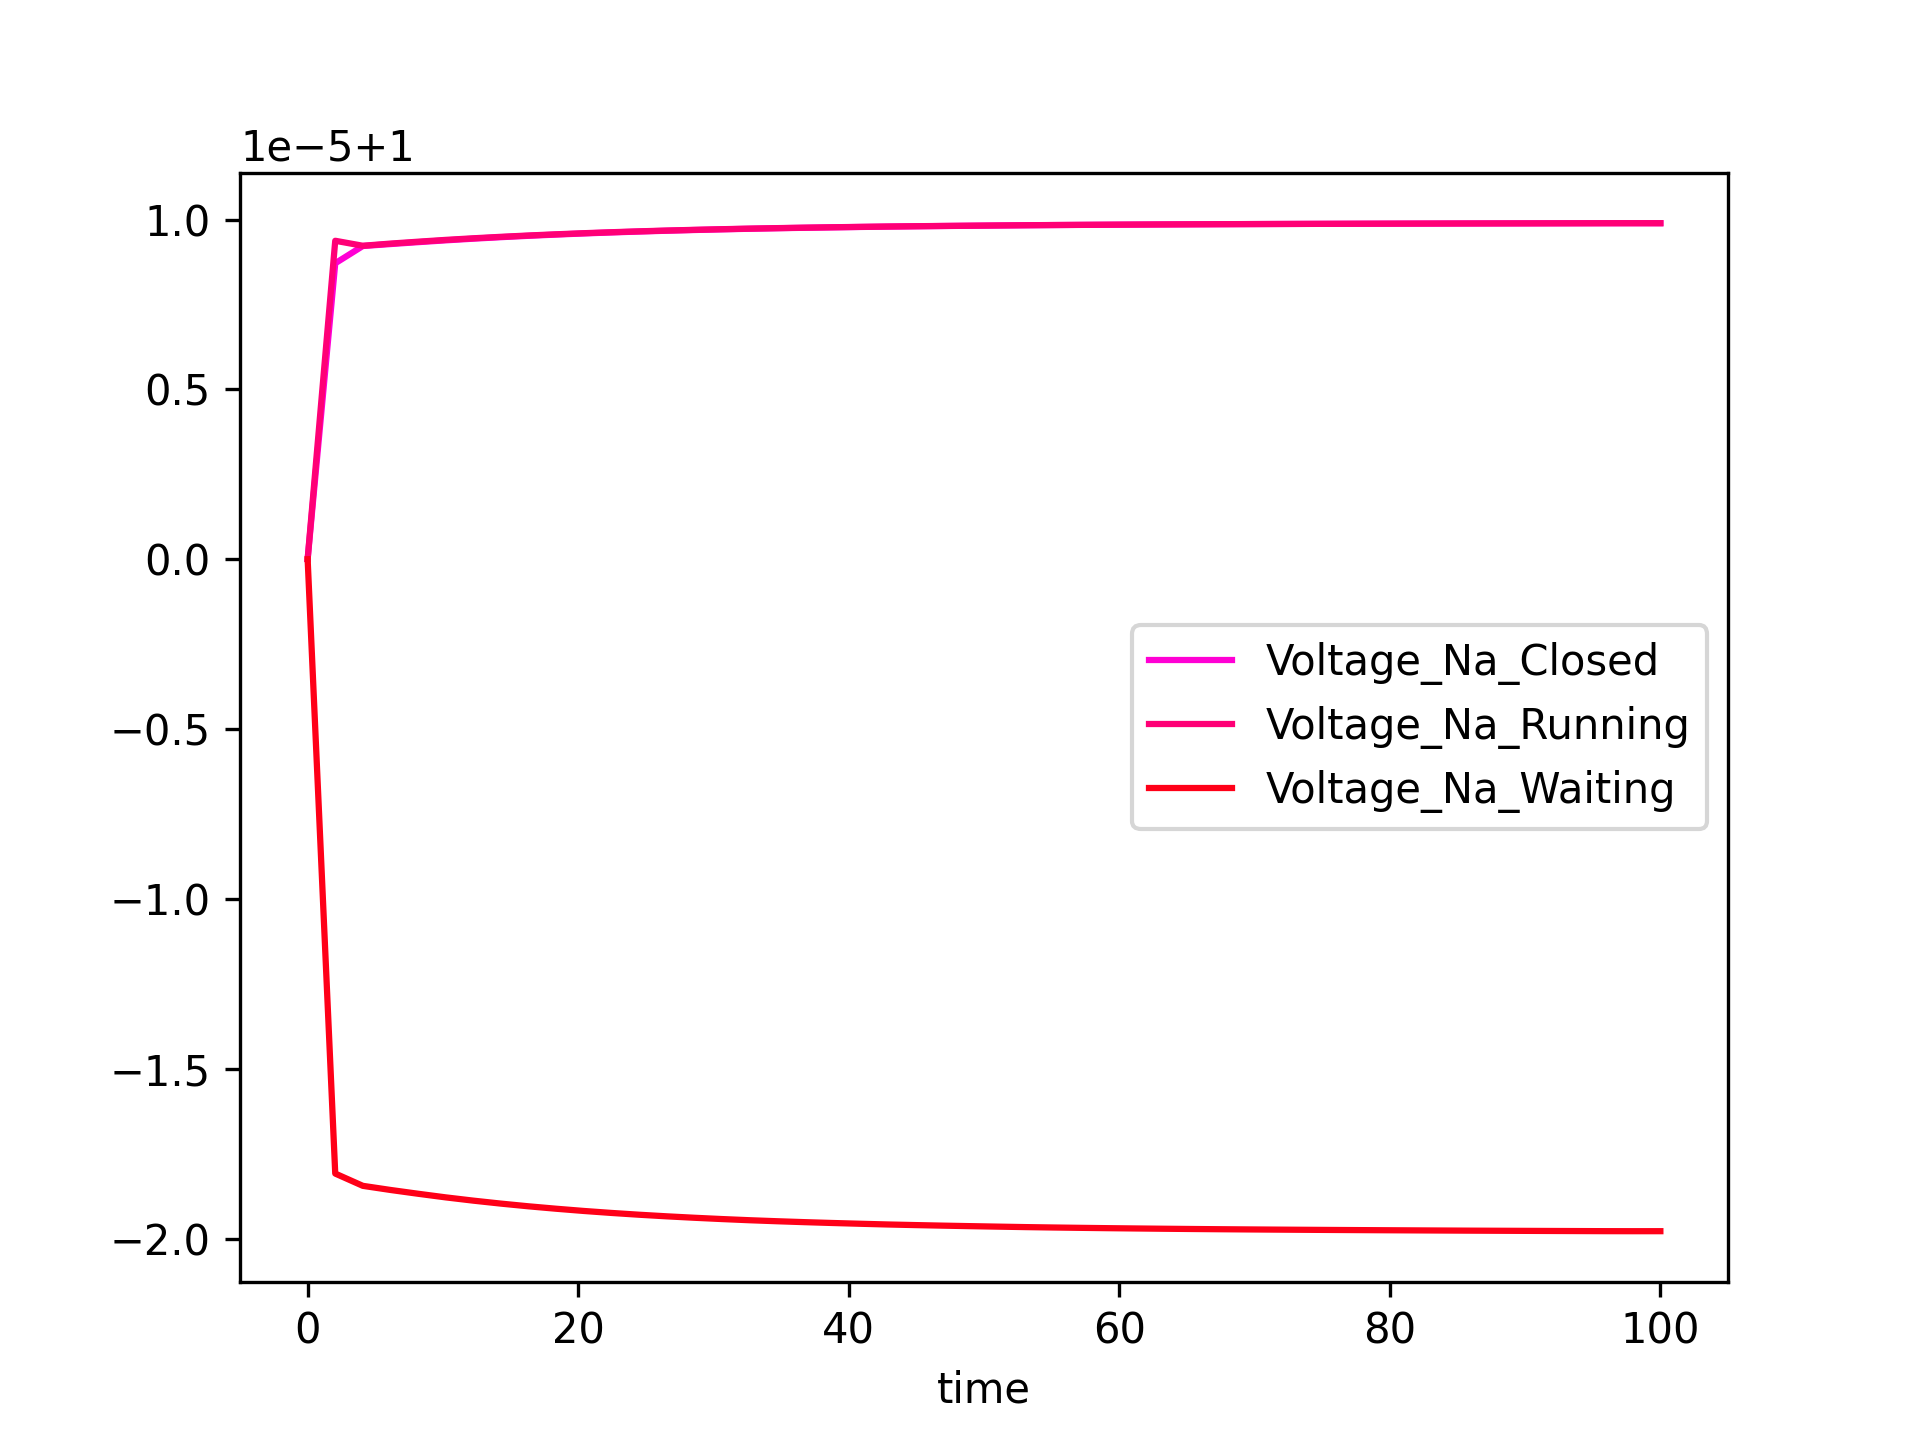 1e−5+1
1.0
0.5
0.0
−0.5
−1.0
−1.5
−2.0
Voltage_Na_Closed
Voltage_Na_Running
Voltage_Na_Waiting
0 20 40 60 80 100
time